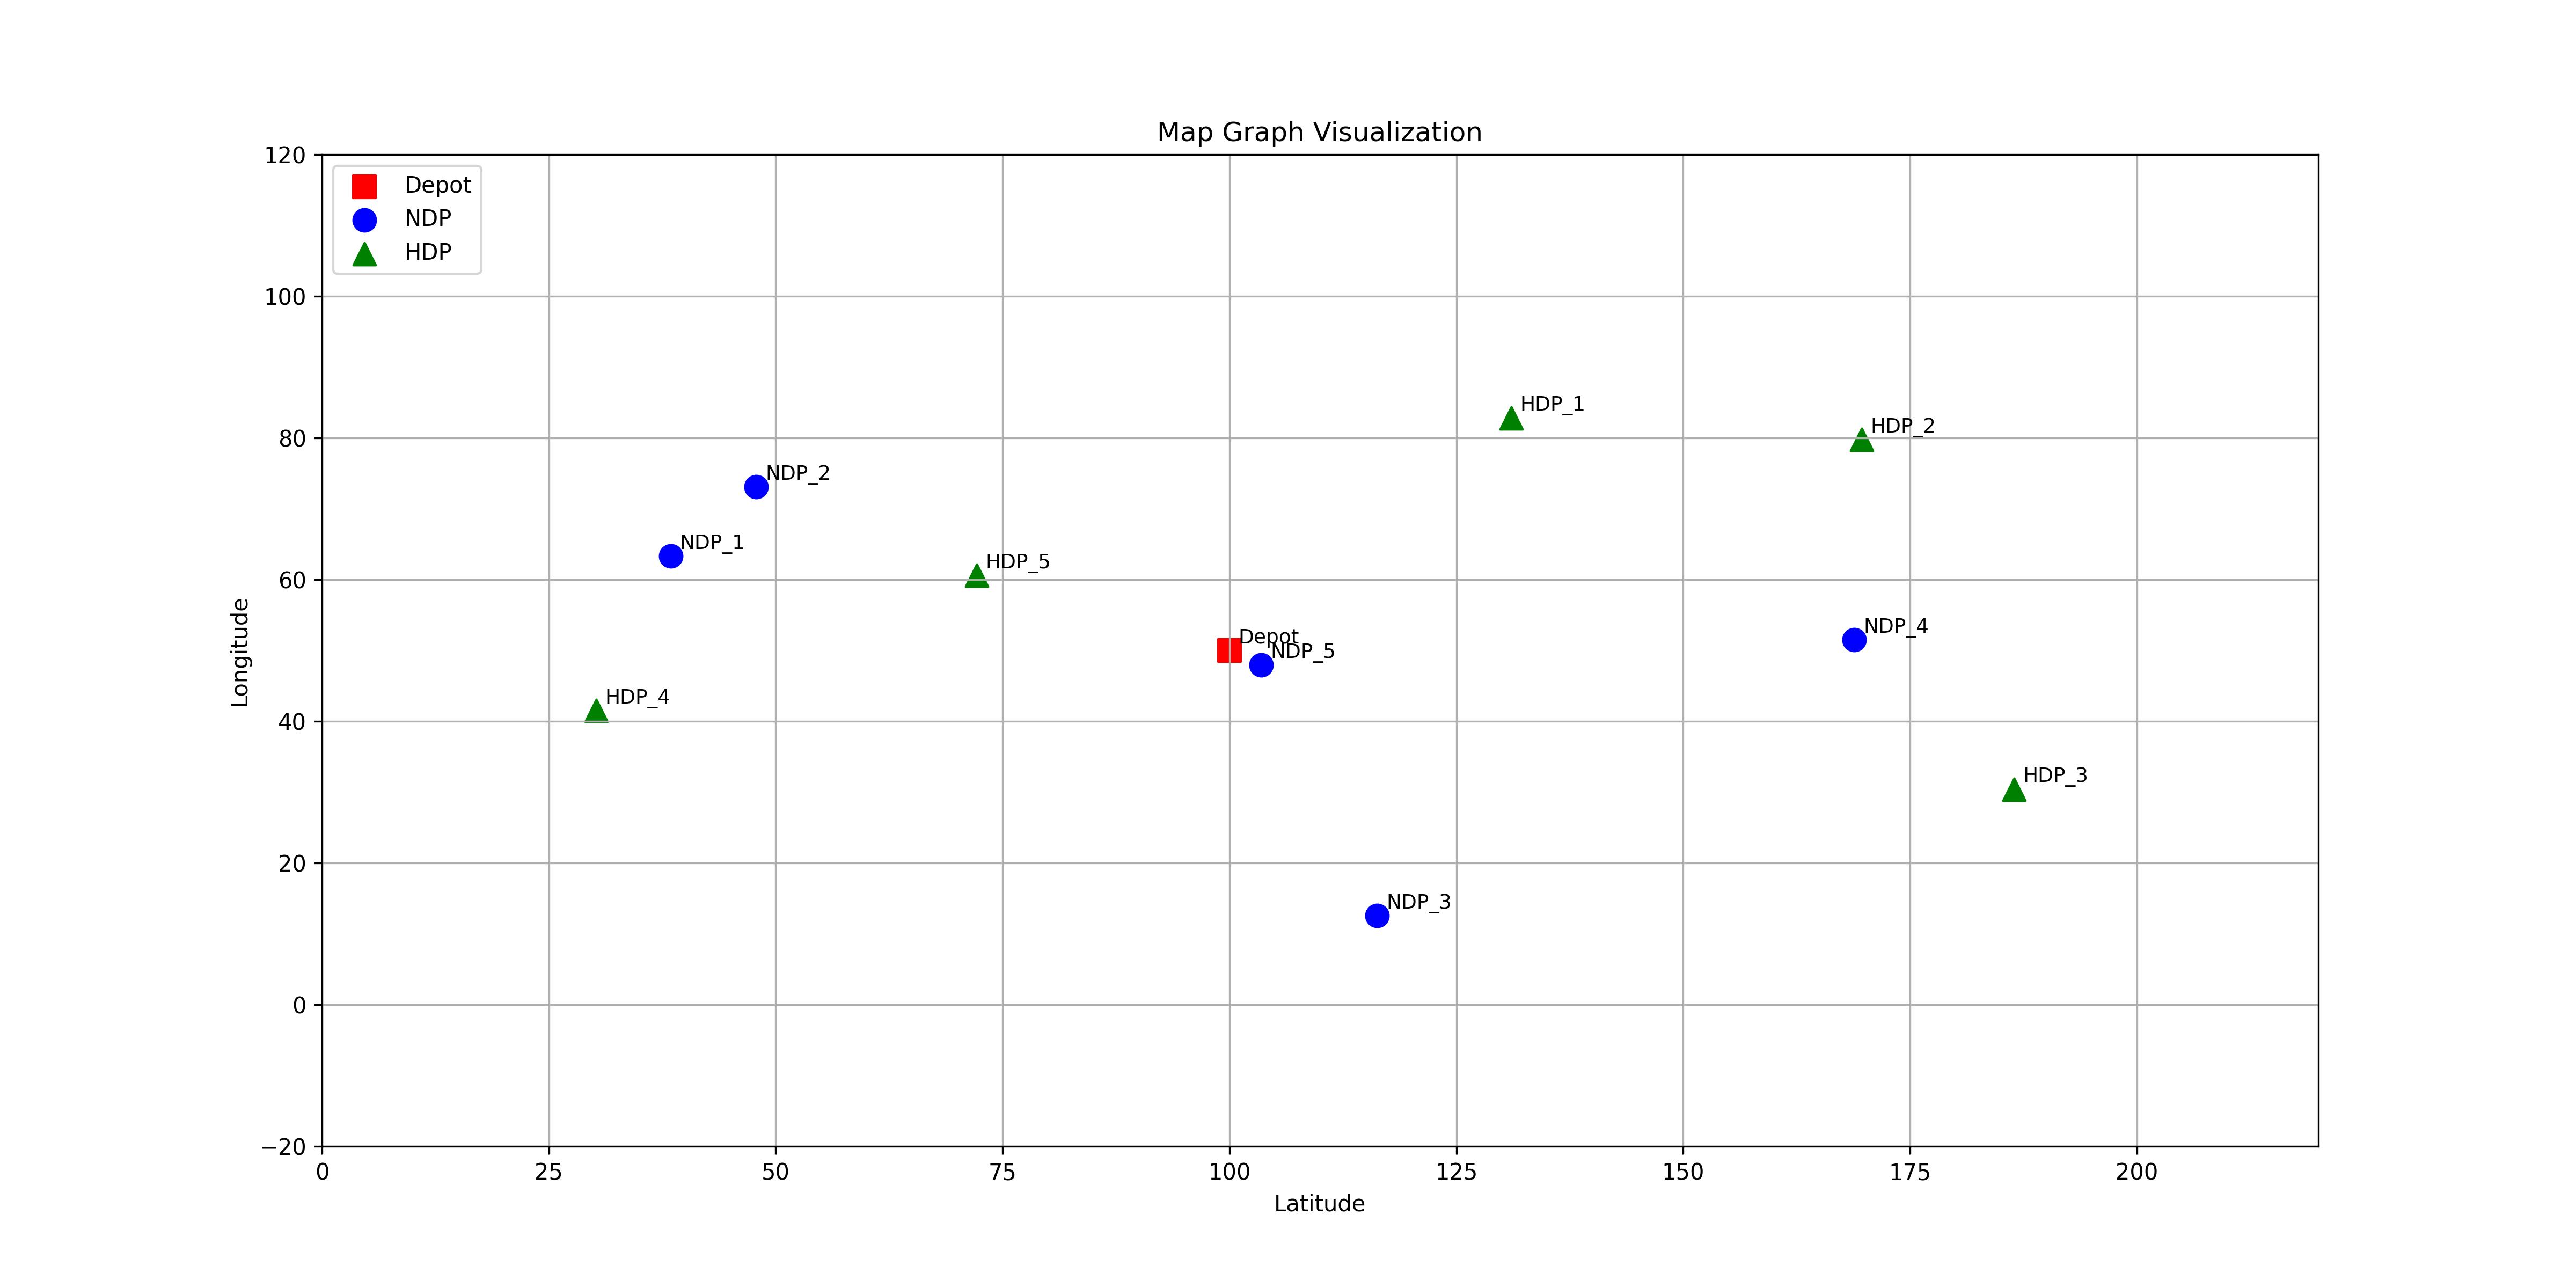 Map Graph Visualization
120
100
80
60
40
20
0
−20
Longitude
Depot
NDP
HDP
HDP_1
HDP_2
NDP_2
NDP_1
HDP_5
Depot
NDP_5
NDP_4
HDP_4
HDP_3
NDP_3
0 25 50 75 100 125 150 175 200
Latitude